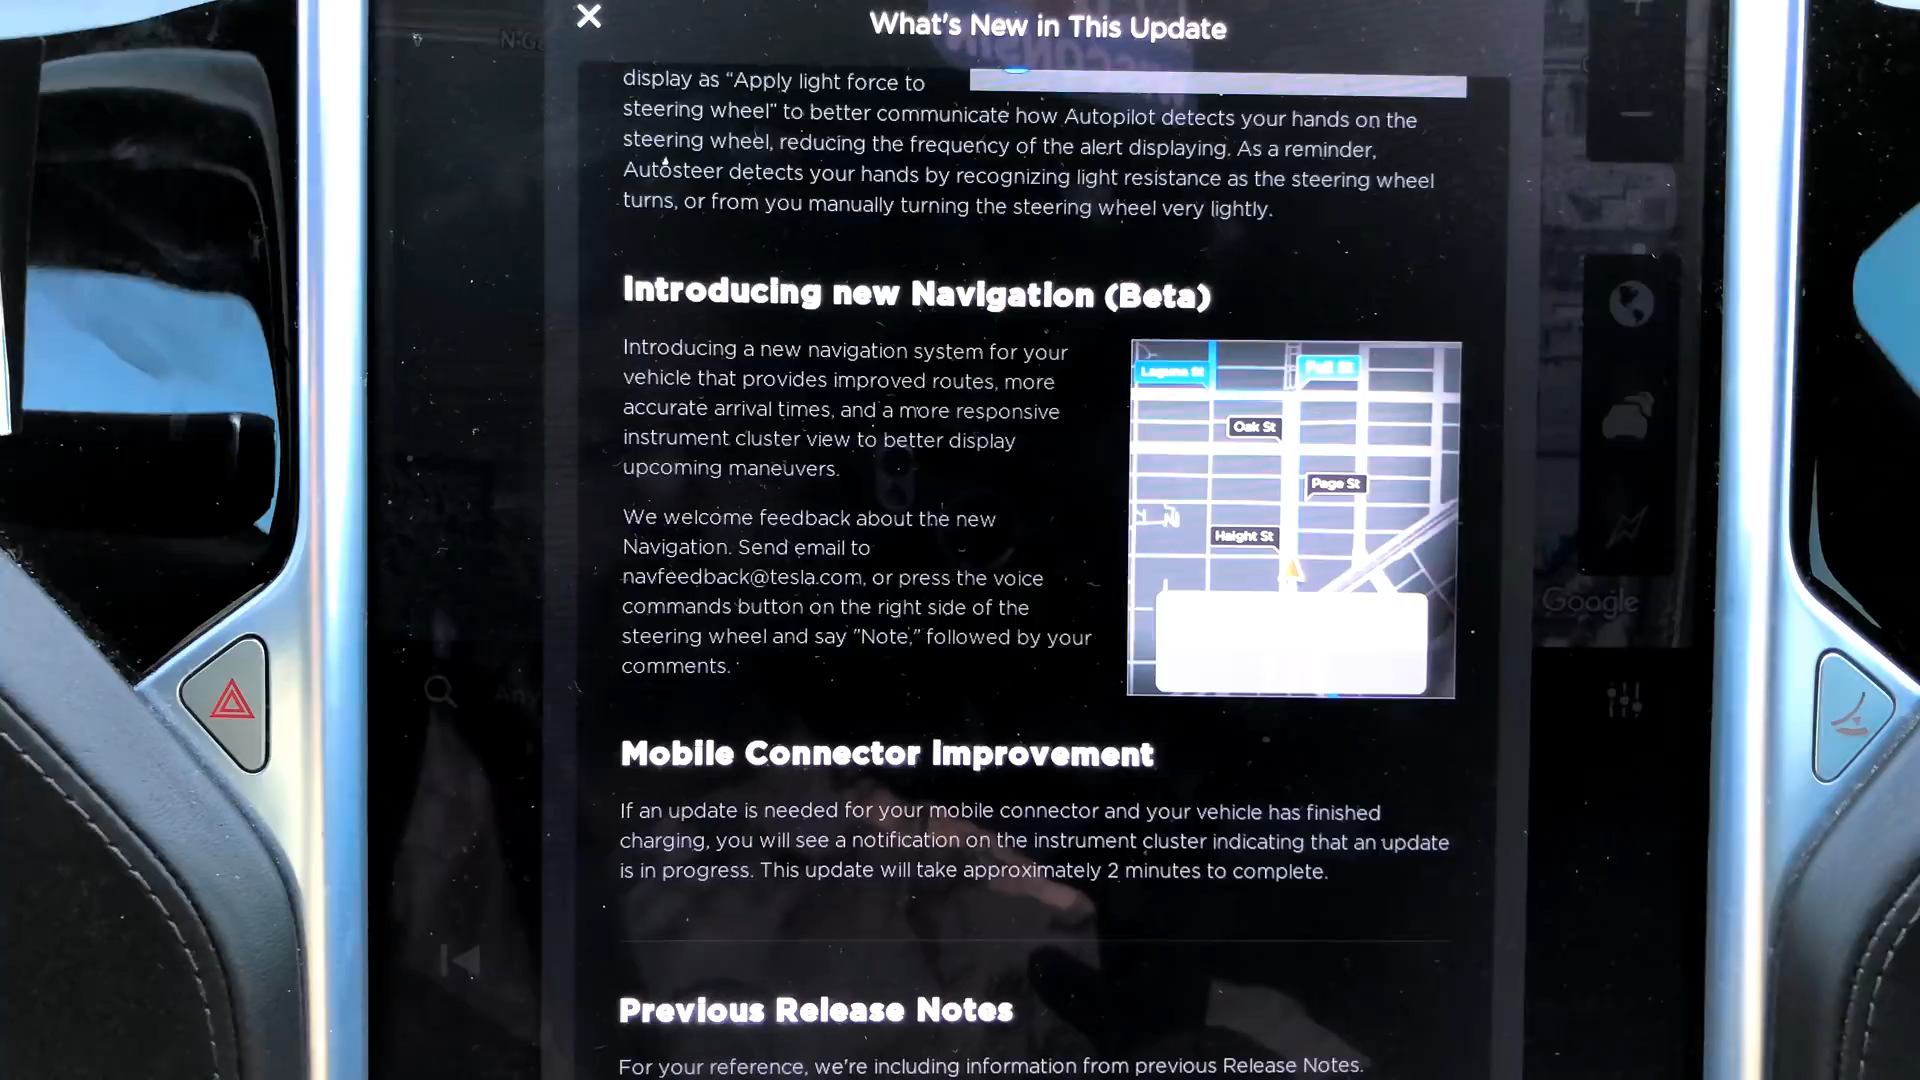 What's New in This Update
display as “Apply light force to
steering wheel” to better communicate how Autopilot detects your hands on the
steering wheel, reducing the frequency of the alert displaying. As a reminder,
Autosteer detects your hands by recognizing light resistance as the steering wheel
turns, or from you manually turning the steering wheel very lightly.
Introducing new Navigation (Beta)
Introducing a new navigation system for your
vehicle that provides improved routes, more
accurate arrival times, and a more responsive
instrument cluster view to better display
upcoming maneuvers.
We welcome feedback about the new
Navigation. Send email to
navfeedback@tesla.com, or press the voice
commands button on the right side of the
steering wheel and say "Note," followed by your
comments.
Laguna St
Fell St
Oak St
Page St
Haight St
Google
Any
Mobile Connector Improvement
If an update is needed for your mobile connector and your vehicle has finished
charging, you will see a notification on the instrument cluster indicating that an update
is in progress. This update will take approximately 2 minutes to complete.
Previous Release Notes
For your reference, we're including information from previous Release Notes.